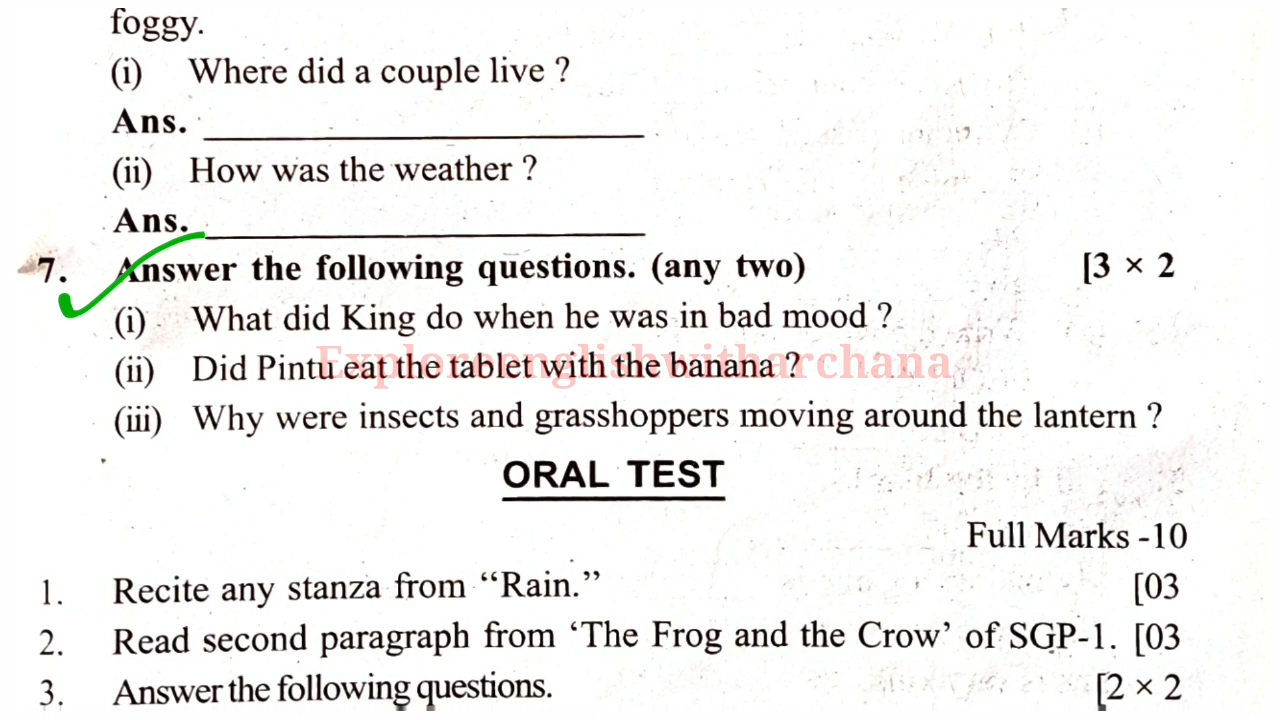 foggy.
(i) Where did a couple live ?
Ans.
(ii) How was the weather ?
Ans.
7. Answer the following questions. (any two) [3 × 2
(i) What did King do when he was in bad mood ?
Exploreenglishwitharchana
(ii) Did Pintu eat the tablet with the banana ?
(iii) Why were insects and grasshoppers moving around the lantern ?
ORAL TEST
Full Marks -10
1. Recite any stanza from “Rain.” [03
2. Read second paragraph from ‘The Frog and the Crow’ of SGP-1. [03
3. Answer the following questions. [2 × 2